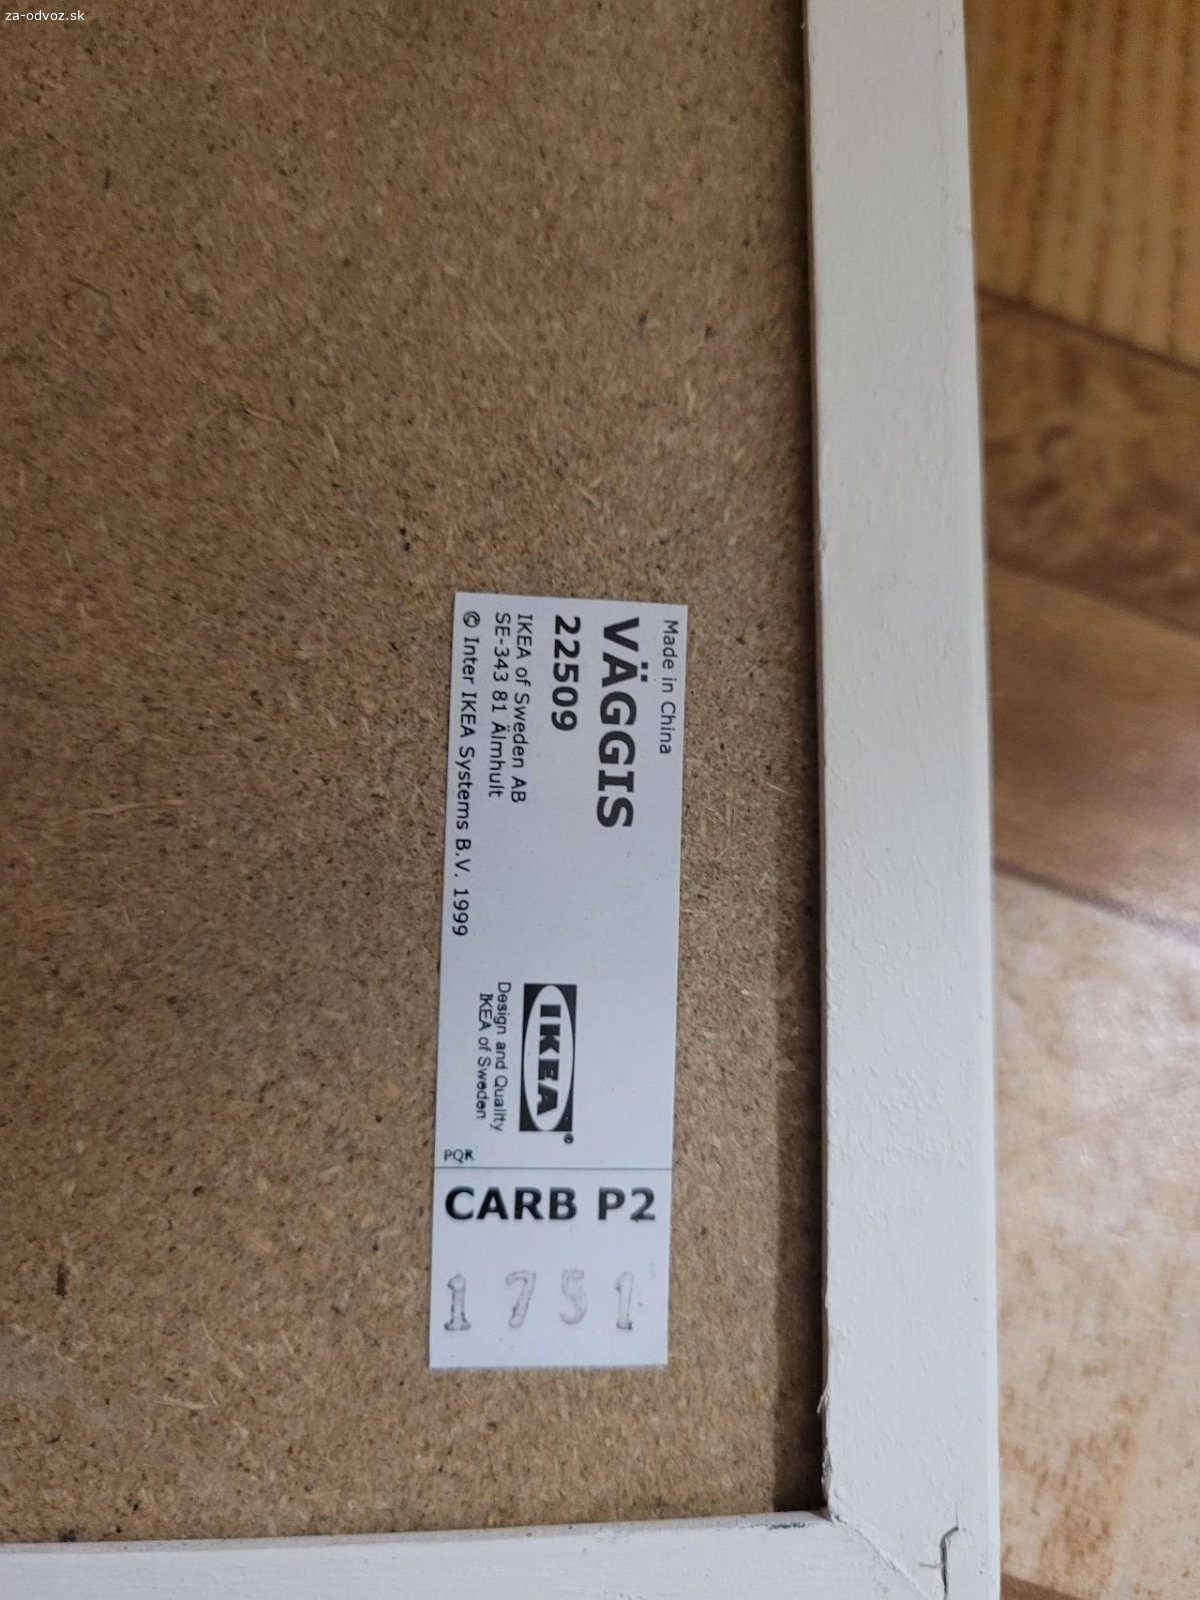 za-odvoz.sk
Made in China
VÄGGIS
22509
IKEA of Sweden AB
SE-343 81 Älmhult
© Inter IKEA Systems B.V. 1999
IKEA®
Design and Quality
IKEA of Sweden
PQR
CARB P2
1751